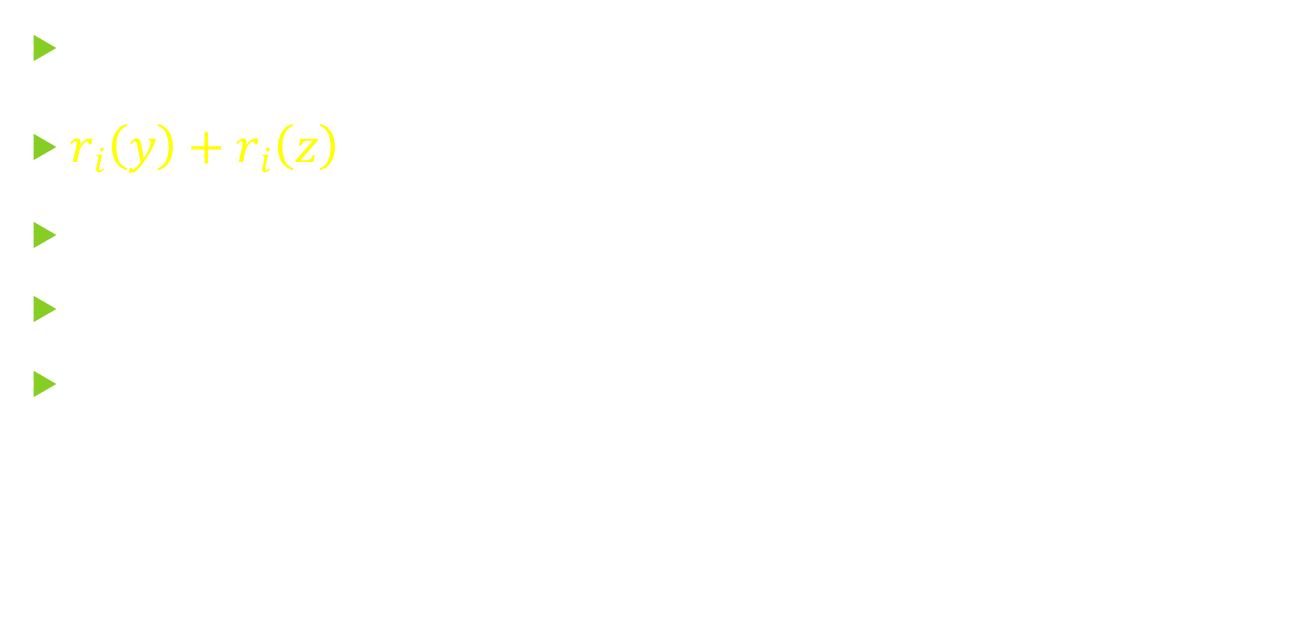 ▶
▶ rᵢ(y) + rᵢ(z)
▶
▶
▶